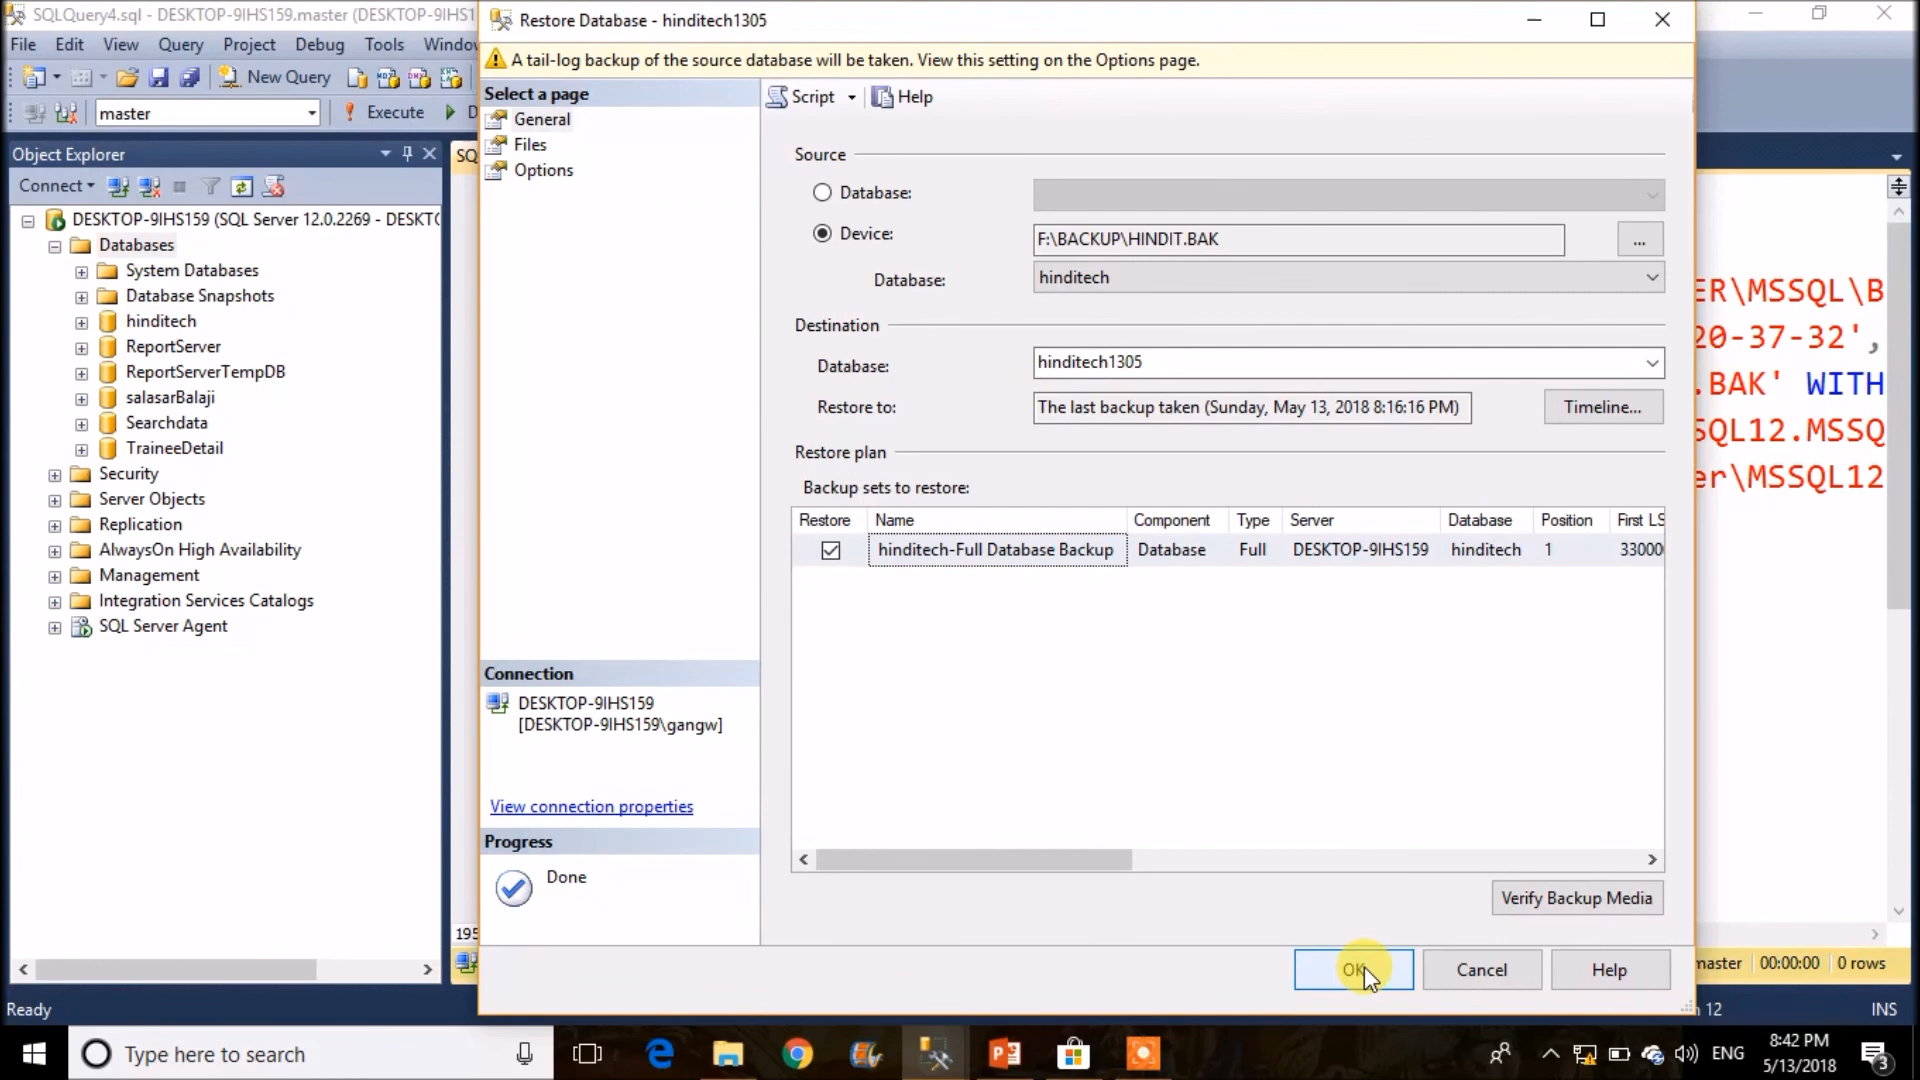 SQLQuery4.sql - DESKTOP-9IHS159.master (DESKTOP-9IHS1
File Edit View Query Project Debug Tools Window
New Query
master Execute
Object Explorer
Connect
DESKTOP-9IHS159 (SQL Server 12.0.2269 - DESKTO
Databases
System Databases
Database Snapshots
hinditech
ReportServer
ReportServerTempDB
salasarBalaji
Searchdata
TraineeDetail
Security
Server Objects
Replication
AlwaysOn High Availability
Management
Integration Services Catalogs
SQL Server Agent
Ready
Restore Database - hinditech1305
A tail-log backup of the source database will be taken. View this setting on the Options page.
Select a page
General
Files
Options
Connection
DESKTOP-9IHS159
[DESKTOP-9IHS159\gangw]
View connection properties
Progress
Done
Script Help
Source
Database:
Device: F:\BACKUP\HINDIT.BAK ...
Database: hinditech
Destination
Database: hinditech1305
Restore to: The last backup taken (Sunday, May 13, 2018 8:16:16 PM) Timeline...
Restore plan
Backup sets to restore:
Restore Name Component Type Server Database Position First LS
hinditech-Full Database Backup Database Full DESKTOP-9IHS159 hinditech 1 33000
Verify Backup Media
OK Cancel Help
SQ
195
ER\MSSQL\B
20-37-32',
.BAK' WITH
SQL12.MSSQ
er\MSSQL12
master 00:00:00 0 rows
12 INS
Type here to search
ENG
8:42 PM
5/13/2018
3